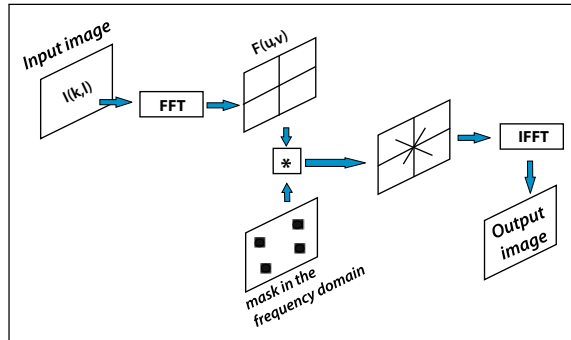 Input image
I(k,l)
FFT
F(u,v)
*
mask in the
frequency domain
IFFT
Output
image